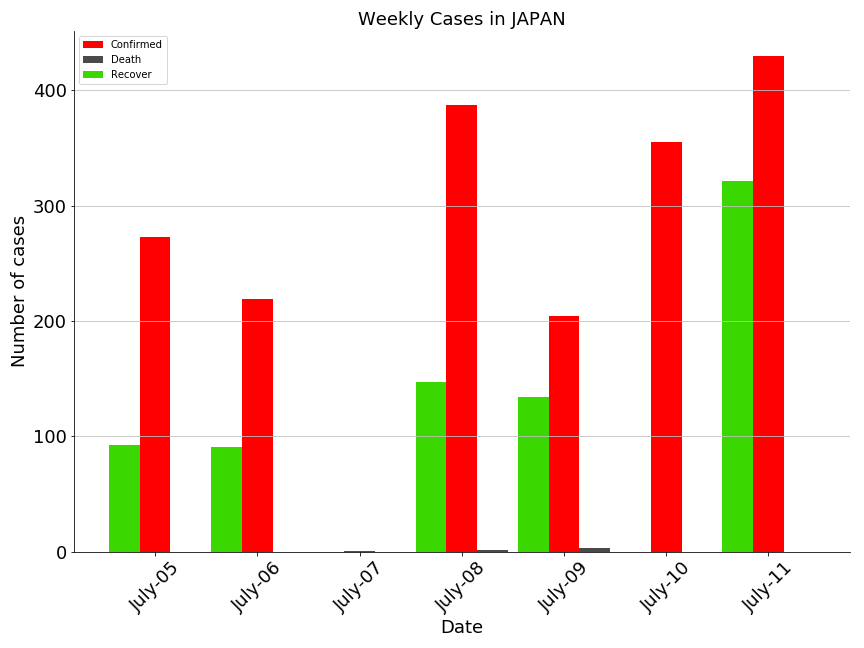 Weekly Cases in JAPAN
Confirmed
Death
Recover
Number of cases
400
300
200
100
0
July-05
July-06
July-07
July-08
July-09
July-10
July-11
Date